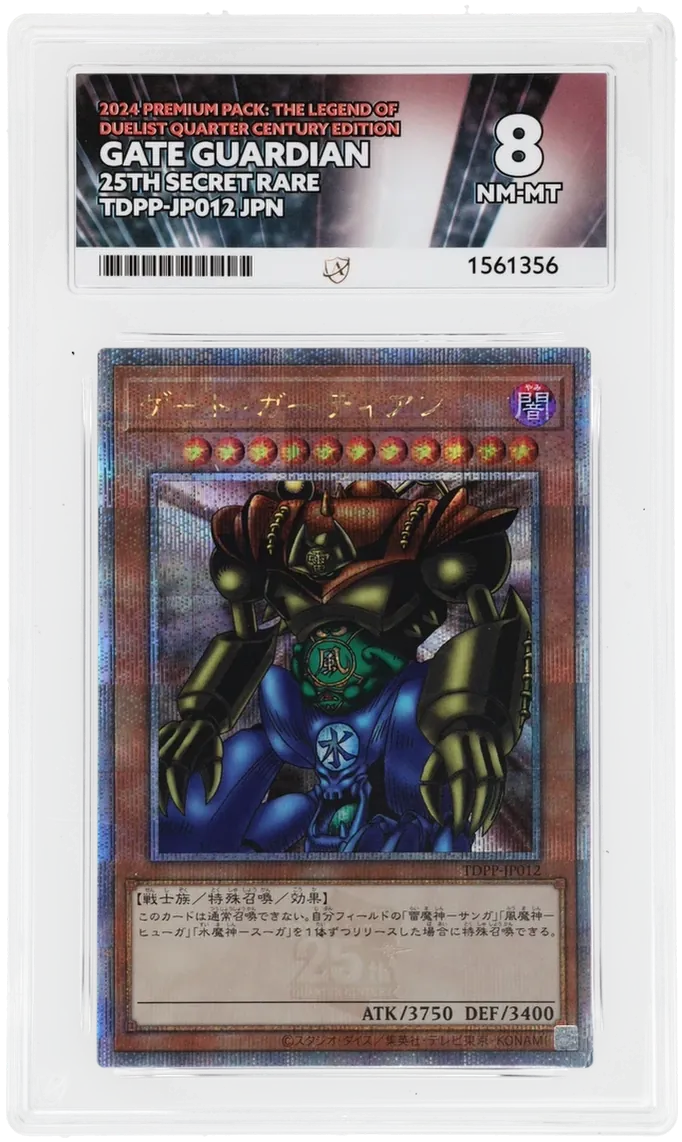 2024 PREMIUM PACK: THE LEGEND OF
DUELIST QUARTER CENTURY EDITION
GATE GUARDIAN
25TH SECRET RARE
TDPP-JP012 JPN
8
NM-MT
1561356
ゲート・ガーディアン
やみ
闇
雷
風
水
TDPP-JP012
【戦士族／特殊召喚／効果】
このカードは通常召喚できない。自分フィールドの「雷魔神－サンガ」「風魔神－
ヒューガ」「水魔神－スーガ」を１体ずつリリースした場合に特殊召喚できる。
25th
QUARTER CENTURY
ATK/3750 DEF/3400
©スタジオ・ダイス／集英社・テレビ東京・KONAMI